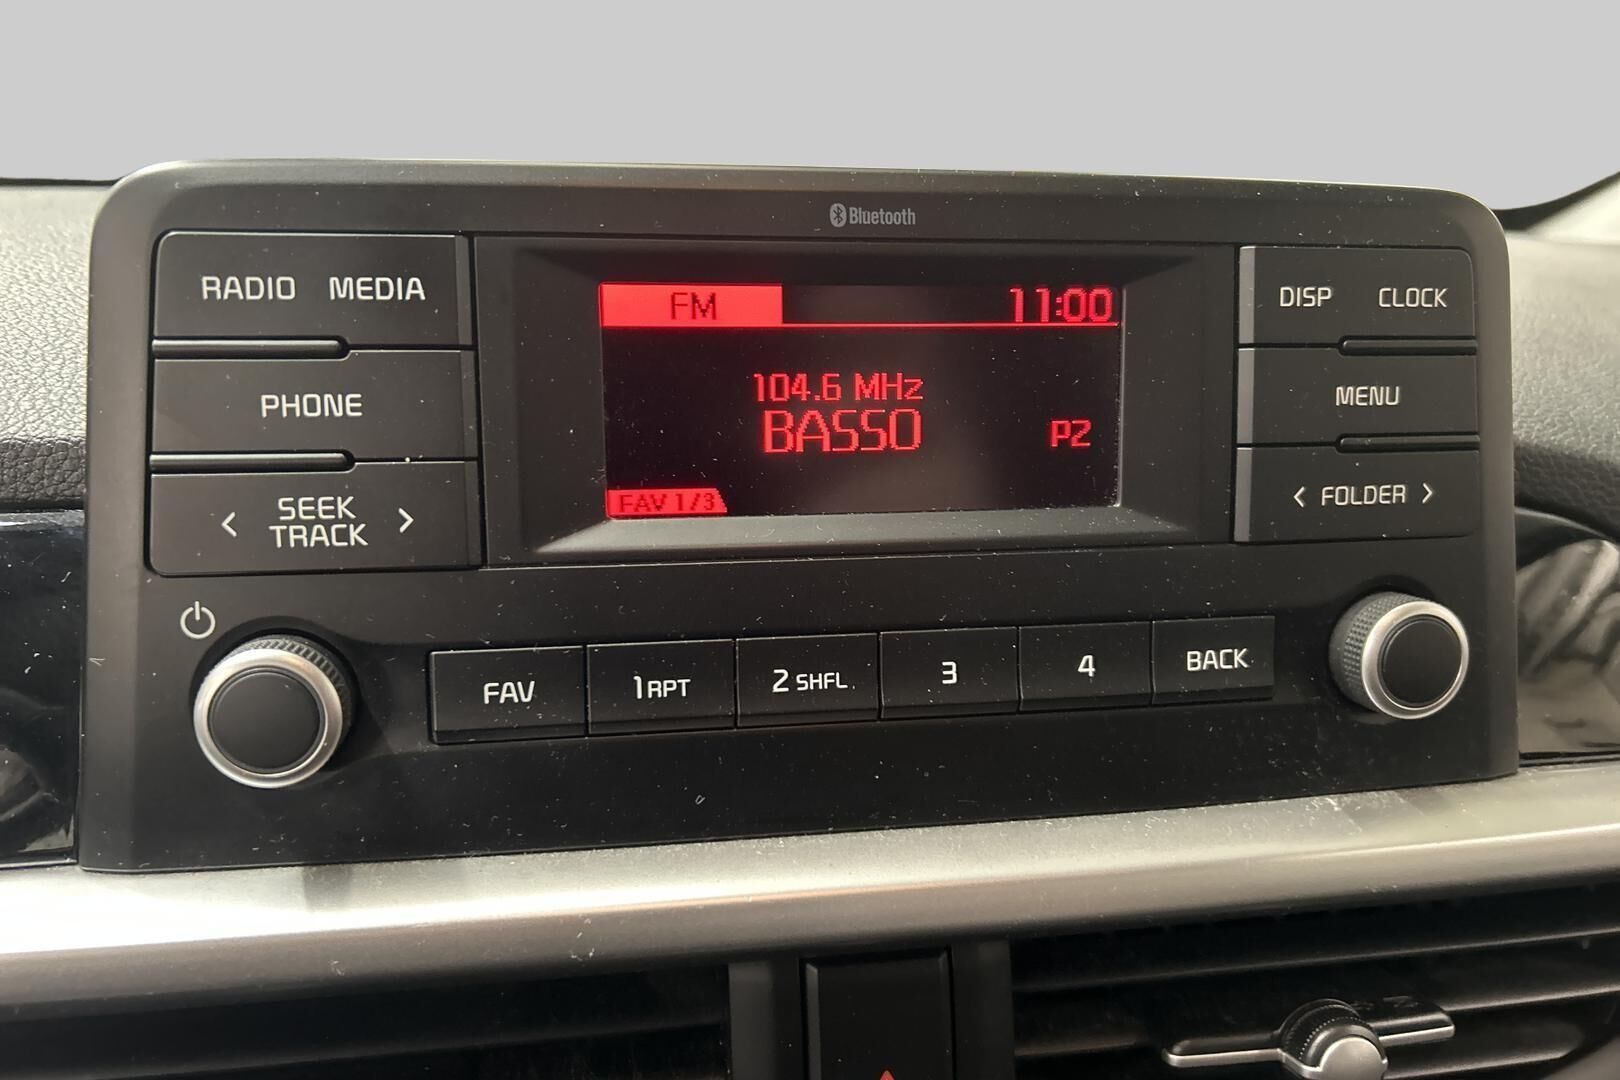 Bluetooth
RADIO MEDIA
FM 11:00
DISP CLOCK
PHONE
104.6 MHz
BASSO
P2
MENU
< SEEK >
TRACK
FAV 1/3
< FOLDER >
FAV
1 RPT
2 SHFL
3
4
BACK